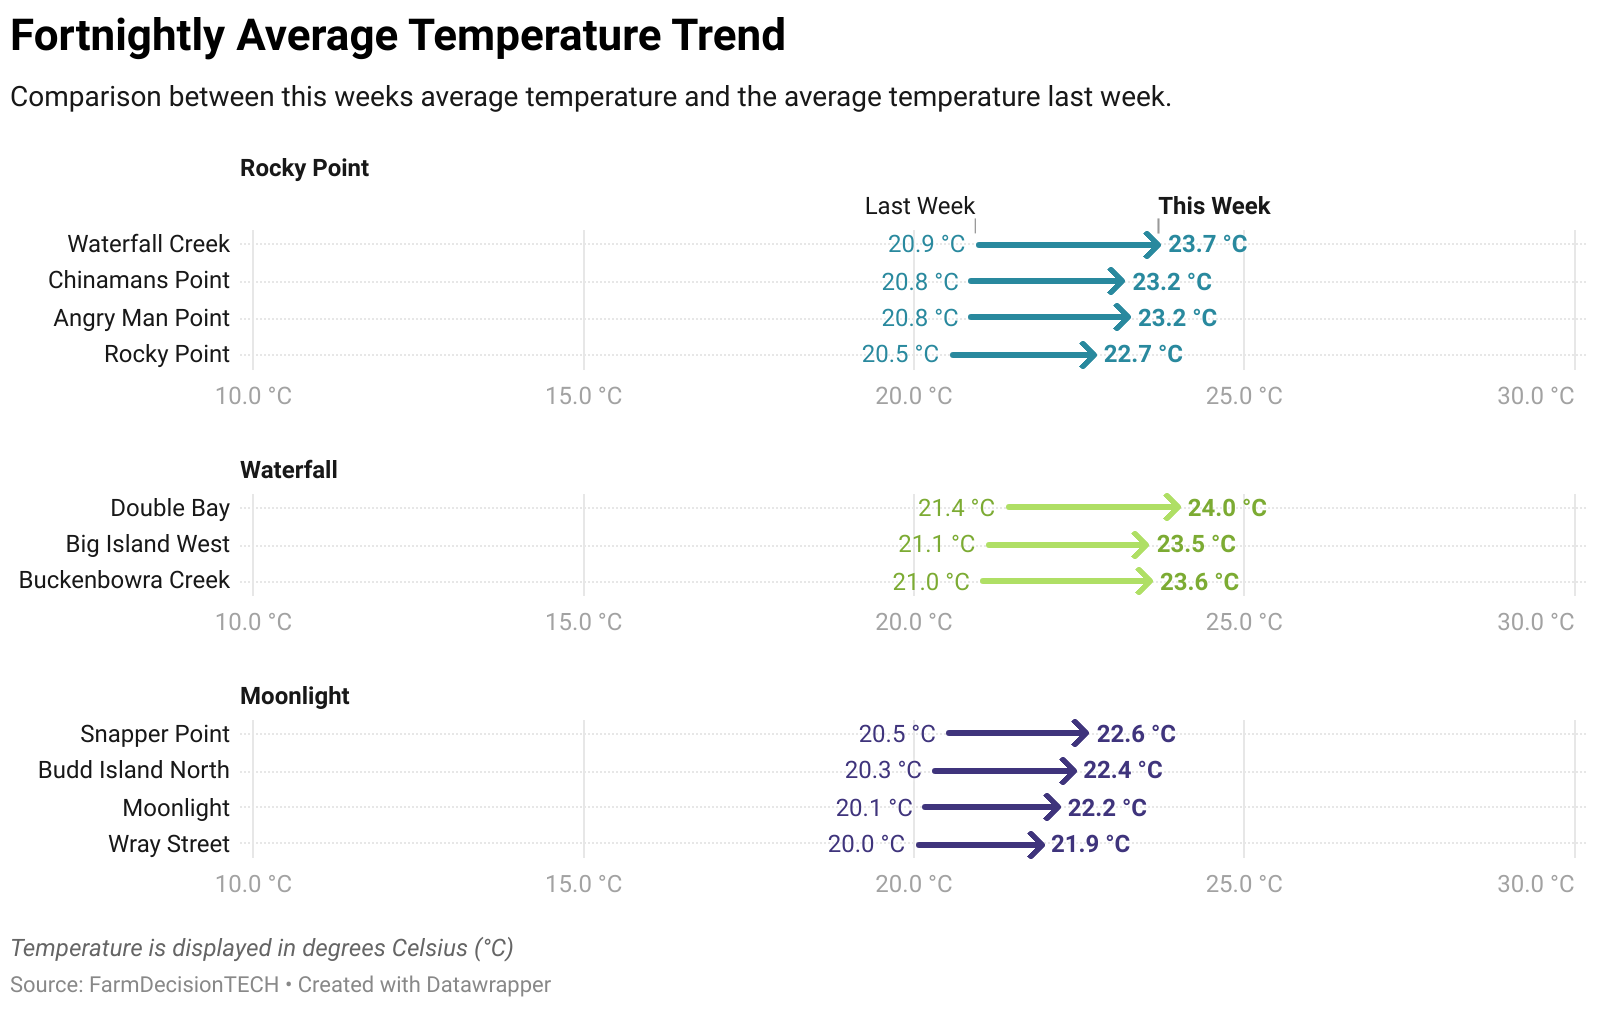 Fortnightly Average Temperature Trend
Comparison between this weeks average temperature and the average temperature last week.
Rocky Point
Last Week This Week
Waterfall Creek 20.9 °C 23.7 °C
Chinamans Point 20.8 °C 23.2 °C
Angry Man Point 20.8 °C 23.2 °C
Rocky Point 20.5 °C 22.7 °C
10.0 °C 15.0 °C 20.0 °C 25.0 °C 30.0 °C
Waterfall
Double Bay 21.4 °C 24.0 °C
Big Island West 21.1 °C 23.5 °C
Buckenbowra Creek 21.0 °C 23.6 °C
10.0 °C 15.0 °C 20.0 °C 25.0 °C 30.0 °C
Moonlight
Snapper Point 20.5 °C 22.6 °C
Budd Island North 20.3 °C 22.4 °C
Moonlight 20.1 °C 22.2 °C
Wray Street 20.0 °C 21.9 °C
10.0 °C 15.0 °C 20.0 °C 25.0 °C 30.0 °C
Temperature is displayed in degrees Celsius (°C)
Source: FarmDecisionTECH • Created with Datawrapper